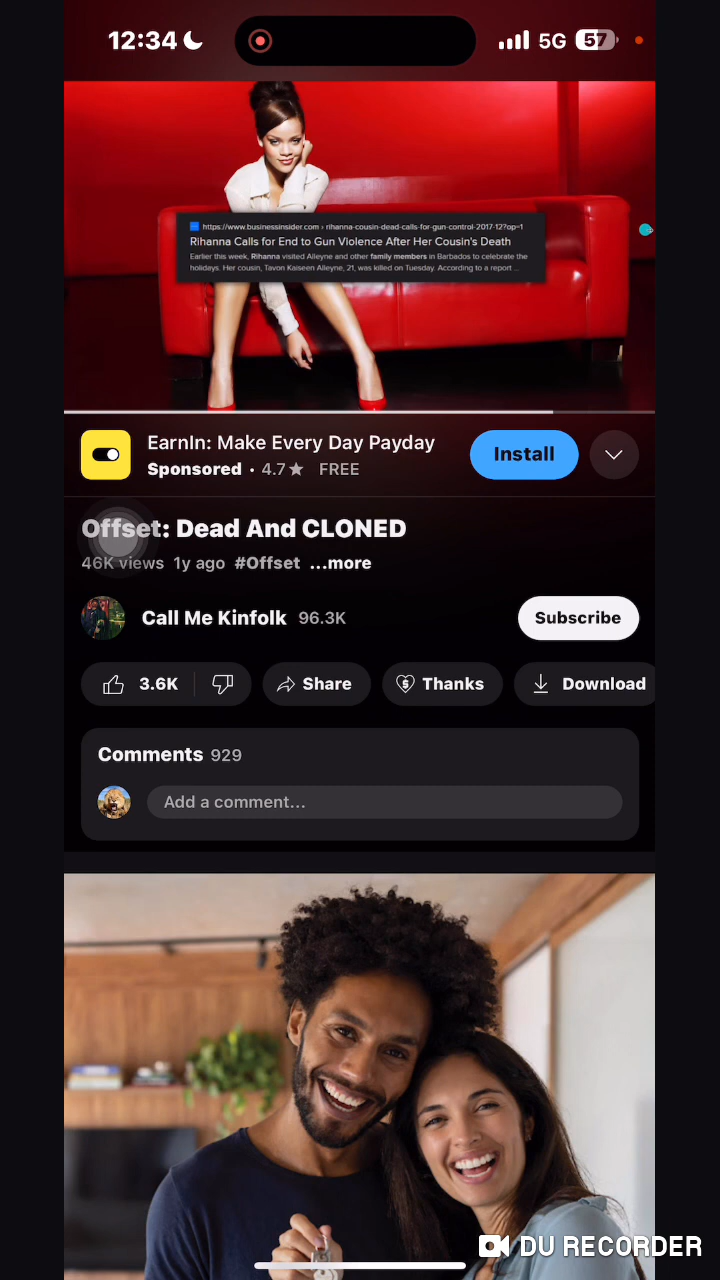 12:34
5G 57
https://www.businessinsider.com › rihanna-cousin-dead-calls-for-gun-control-2017-12?op=1
Rihanna Calls for End to Gun Violence After Her Cousin's Death
Earlier this week, Rihanna visited Alleyne and other family members in Barbados to celebrate the
holidays. Her cousin, Tavon Kaiseen Alleyne, 21, was killed on Tuesday. According to a report ...
EarnIn: Make Every Day Payday
Sponsored · 4.7★ FREE
Install
Offset: Dead And CLONED
46K views 1y ago #Offset ...more
Call Me Kinfolk 96.3K
Subscribe
3.6K Share Thanks Download
Comments 929
Add a comment...
DU RECORDER